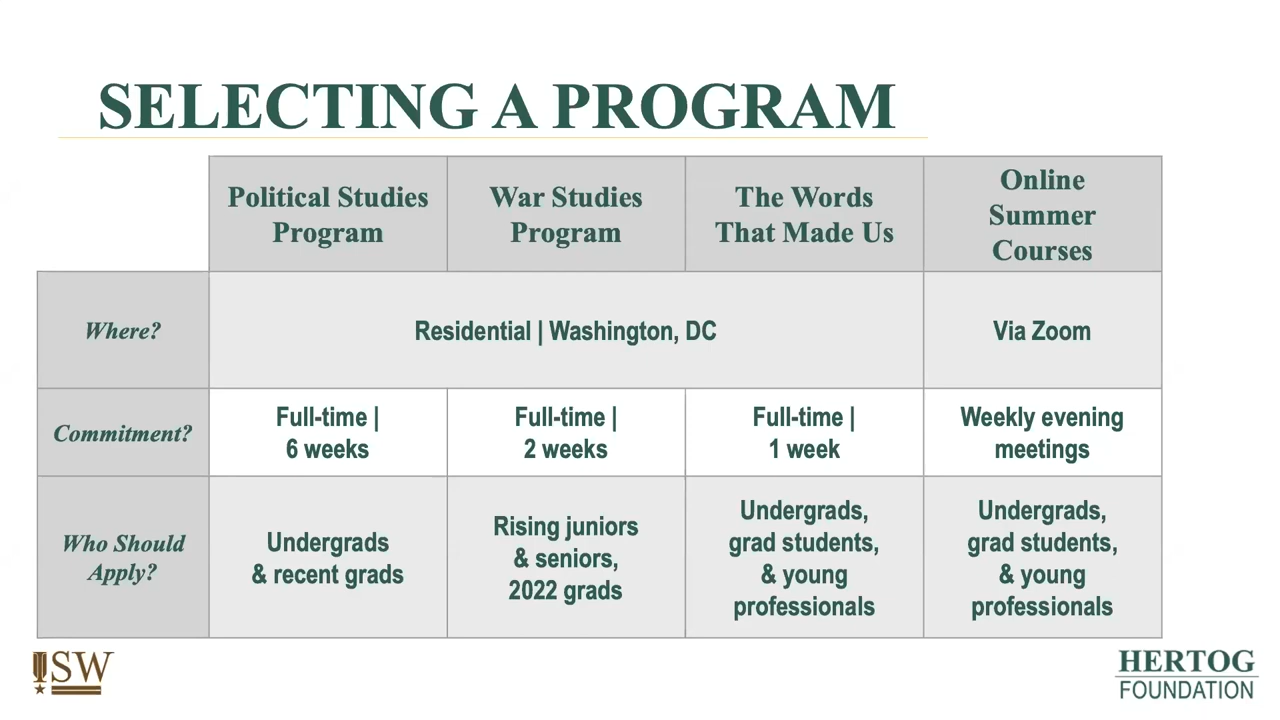 SELECTING A PROGRAM
Political Studies
Program
War Studies
Program
The Words
That Made Us
Online
Summer
Courses
Where?
Residential | Washington, DC
Via Zoom
Commitment?
Full-time |
6 weeks
Full-time |
2 weeks
Full-time |
1 week
Weekly evening
meetings
Who Should
Apply?
Undergrads
& recent grads
Rising juniors
& seniors,
2022 grads
Undergrads,
grad students,
& young
professionals
Undergrads,
grad students,
& young
professionals
ISW
HERTOG
FOUNDATION